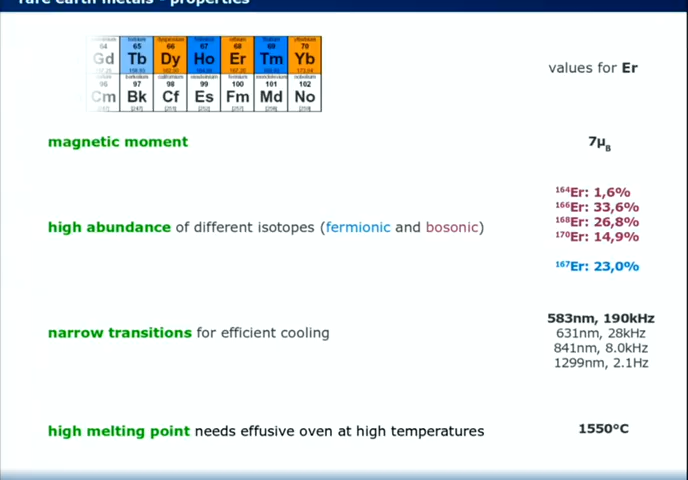 rare earth metals - properties
64 65 66 67 68 69 70
Gd Tb Dy Ho Er Tm Yb
96 97 98 99 100 101 102
Cm Bk Cf Es Fm Md No
values for Er
magnetic moment
7μB
high abundance of different isotopes (fermionic and bosonic)
164Er: 1,6%
166Er: 33,6%
168Er: 26,8%
170Er: 14,9%
167Er: 23,0%
narrow transitions for efficient cooling
583nm, 190kHz
631nm, 28kHz
841nm, 8.0kHz
1299nm, 2.1Hz
high melting point needs effusive oven at high temperatures
1550°C